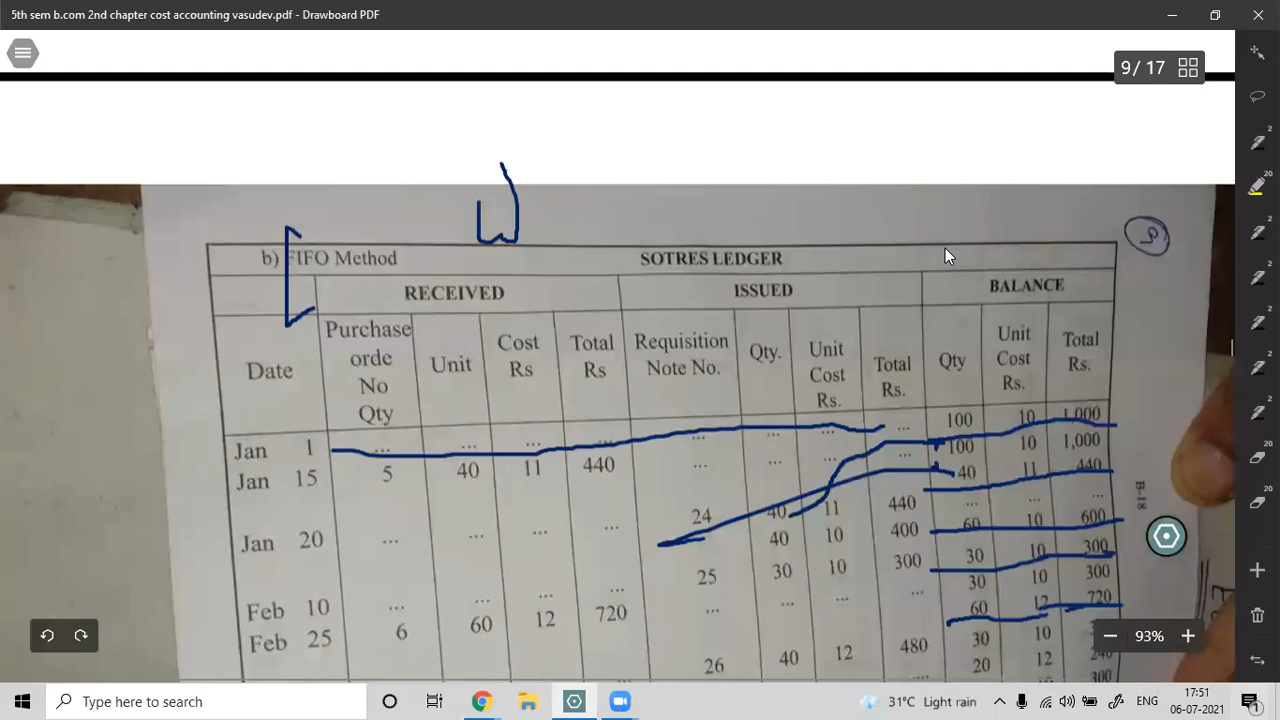 5th sem b.com 2nd chapter cost accounting vasudev.pdf - Drawboard PDF
9 / 17
b) FIFO Method SOTRES LEDGER
RECEIVED ISSUED BALANCE
Date Purchase orde No Qty Unit Cost Rs Total Rs Requisition Note No. Qty. Unit Cost Rs. Total Rs. Qty Unit Cost Rs. Total Rs.
Jan 1 ... ... ... ... ... ... ... ... 100 10 1,000
Jan 15 5 40 11 440 ... ... ... ... 100 10 1,000
40 11 440
24 40 11 440 ... ... ...
Jan 20 ... ... ... ... 40 10 400 60 10 600
25 30 10 300 30 10 300
Feb 10 ... ... ... ... ... ... ... ... 30 10 300
Feb 25 6 60 12 720 60 12 720
26 40 12 480 30 10
20 12 240
.... 300
B-18
93%
Type here to search
31°C Light rain
ENG
17:51
06-07-2021